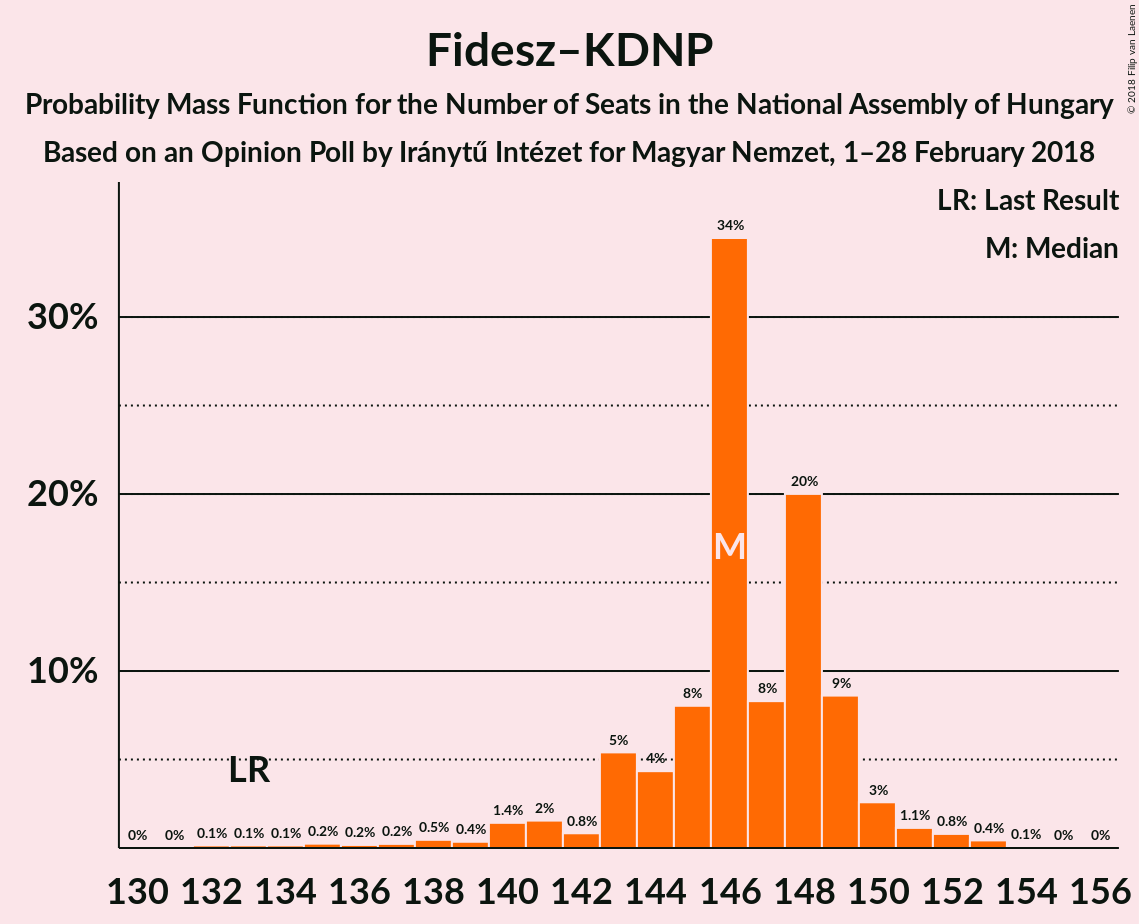 Fidesz–KDNP
Probability Mass Function for the Number of Seats in the National Assembly of Hungary
Based on an Opinion Poll by Iránytű Intézet for Magyar Nemzet, 1–28 February 2018
© 2018 Filip van Laenen
LR: Last Result
M: Median
34%
30%
20%
20%
M
10%
9%
8%
8%
5%
4%
LR
3%
0% 0% 0.1% 0.1% 0.1% 0.2% 0.2% 0.2% 0.5% 0.4% 1.4% 2% 0.8% 1.1% 0.8% 0.4% 0.1% 0% 0%
130 132 134 136 138 140 142 144 146 148 150 152 154 156